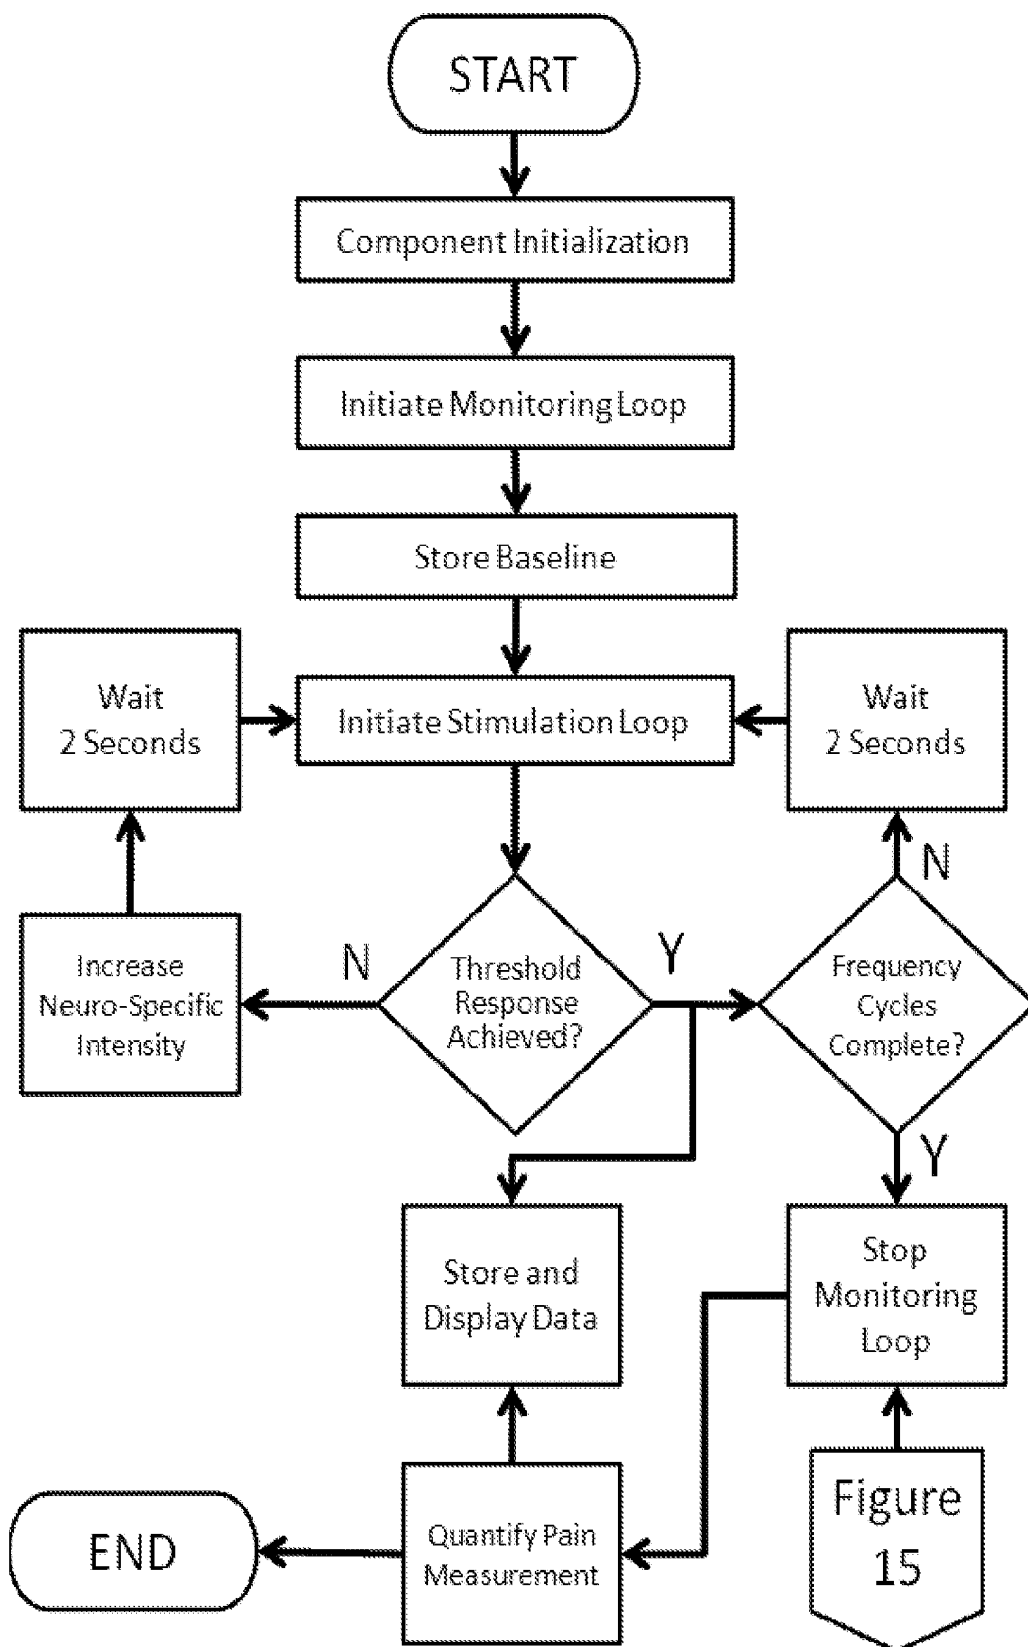 START
Component Initialization
Initiate Monitoring Loop
Store Baseline
Wait
2 Seconds
Initiate Stimulation Loop
Wait
2 Seconds
N
Increase
Neuro-Specific
Intensity
N
Threshold
Response
Achieved?
Y
Frequency
Cycles
Complete?
Y
Store and
Display Data
Stop
Monitoring
Loop
Figure
15
Quantify Pain
Measurement
END